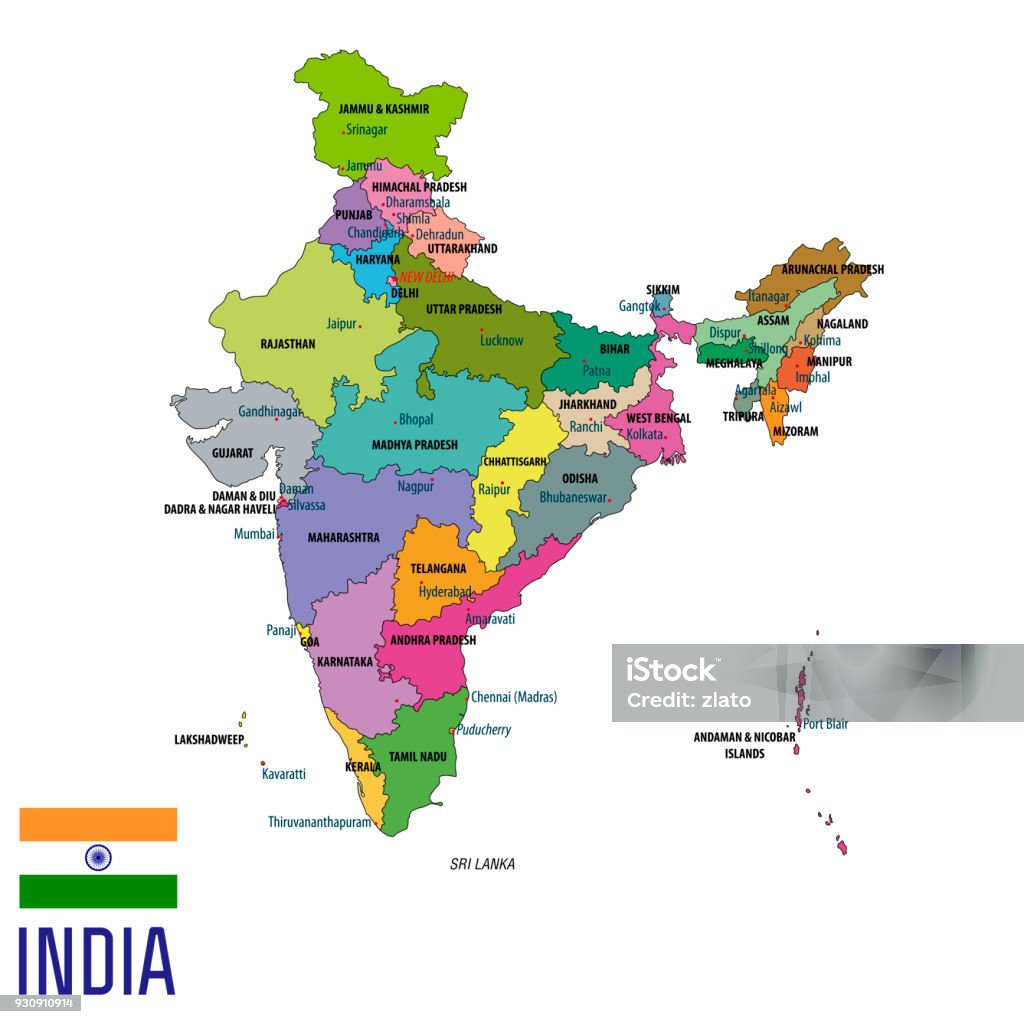 JAMMU & KASHMIR
Srinagar
Jammu
HIMACHAL PRADESH
Dharamshala
PUNJAB
Shimla
Chandigarh
Dehradun
UTTARAKHAND
HARYANA
NEW DELHI
DELHI
ARUNACHAL PRADESH
SIKKIM
Itanagar
Gangtok
UTTAR PRADESH
ASSAM
NAGALAND
Jaipur
Dispur
Lucknow
Kohima
RAJASTHAN
BIHAR
Shillong
MEGHALAYA
MANIPUR
Patna
Imphal
Agartala
JHARKHAND
Aizawl
Gandhinagar
Bhopal
TRIPURA
WEST BENGAL
Ranchi
MIZORAM
Kolkata
MADHYA PRADESH
GUJARAT
CHHATTISGARH
ODISHA
Nagpur
Raipur
Daman
DAMAN & DIU
Bhubaneswar
Silvassa
DADRA & NAGAR HAVELI
Mumbai
MAHARASHTRA
TELANGANA
Hyderabad
Amaravati
Panaji
GOA
ANDHRA PRADESH
KARNATAKA
iStock
Credit: zlato
Chennai (Madras)
Port Blair
Puducherry
LAKSHADWEEP
ANDAMAN & NICOBAR
ISLANDS
TAMIL NADU
KERALA
Kavaratti
Thiruvananthapuram
SRI LANKA
INDIA
930910914